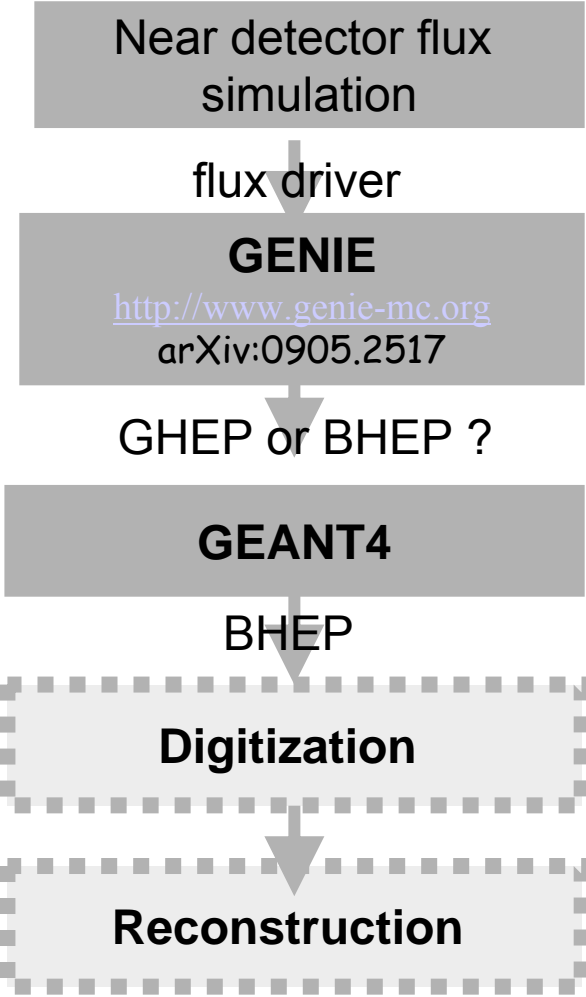 Near detector flux
simulation
flux driver
GENIE
http://www.genie-mc.org
arXiv:0905.2517
GHEP or BHEP ?
GEANT4
BHEP
Digitization
Reconstruction